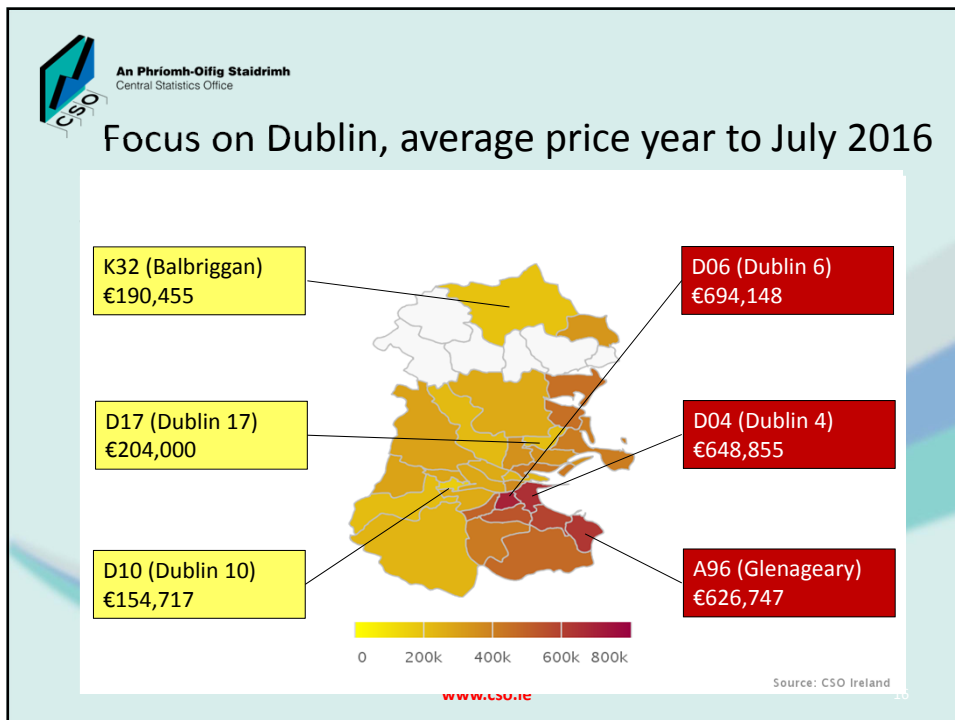 An Phríomh-Oifig Staidrimh
Central Statistics Office
CSO
Focus on Dublin, average price year to July 2016
K32 (Balbriggan)
€190,455
D06 (Dublin 6)
€694,148
D17 (Dublin 17)
€204,000
D04 (Dublin 4)
€648,855
D10 (Dublin 10)
€154,717
A96 (Glenageary)
€626,747
0 200k 400k 600k 800k
Source: CSO Ireland
www.cso.ie